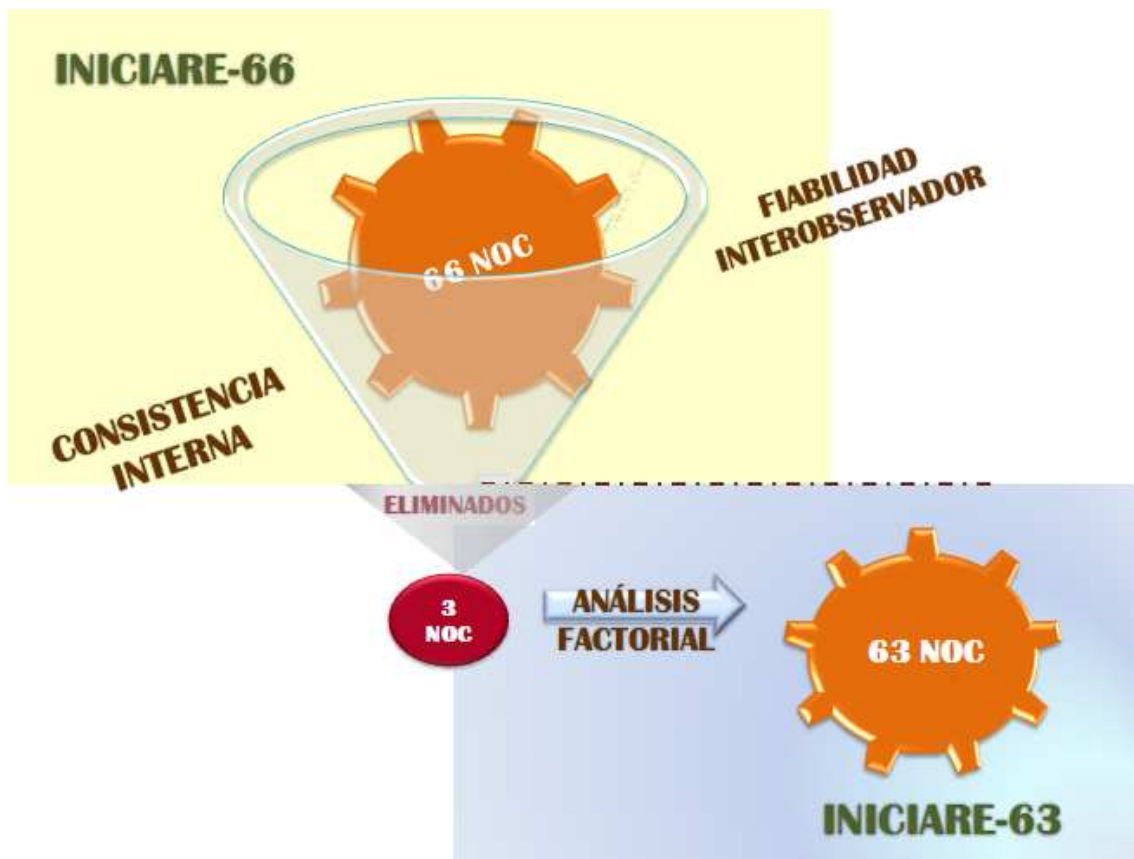 INICIARE-66
FIABILIDAD
INTEROBSERVADOR
66 NOC
CONSISTENCIA
INTERNA
ELIMINADOS
3
NOC
ANÁLISIS
FACTORIAL
63 NOC
INICIARE-63